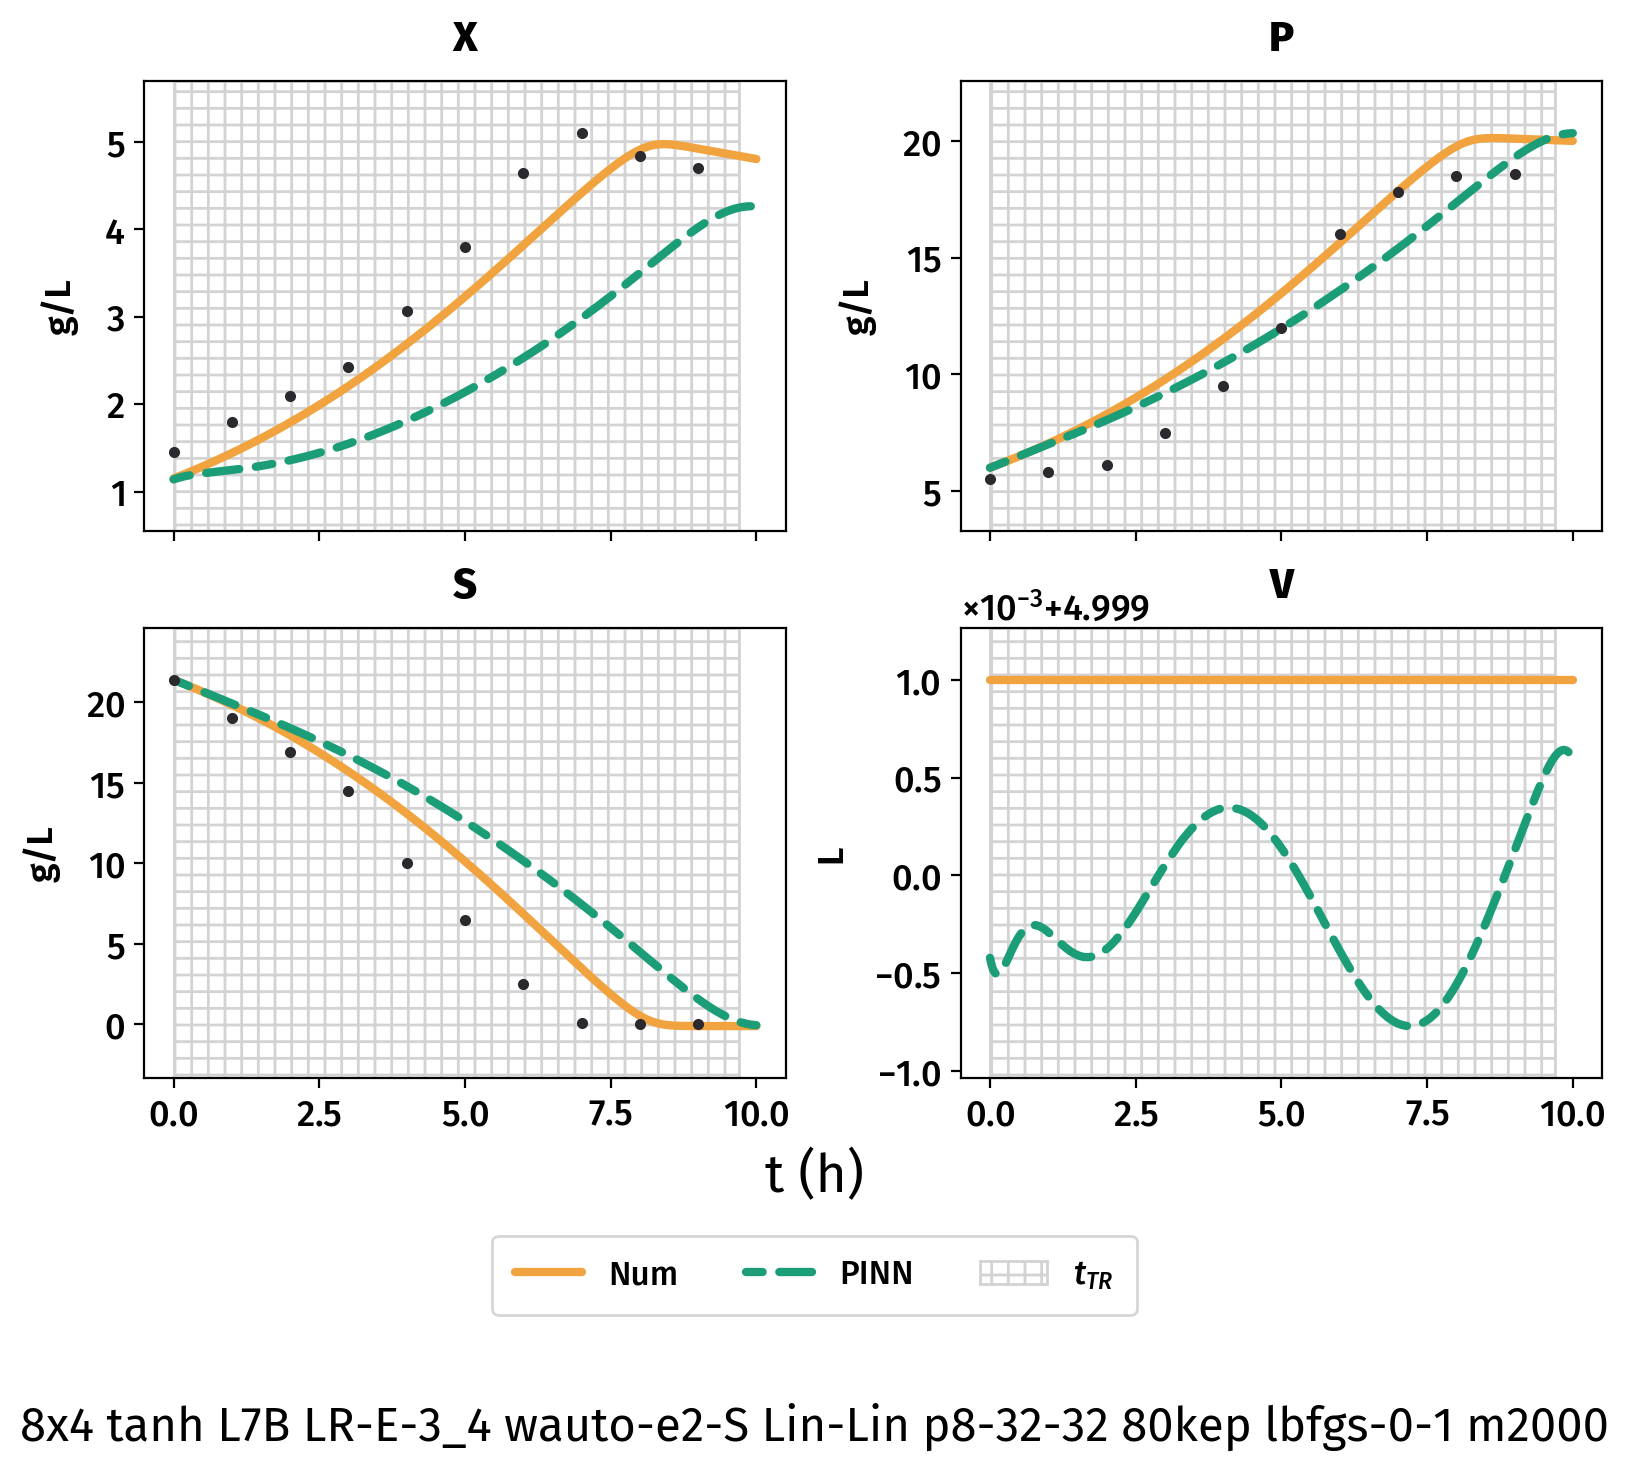 X
P
5
4
3
2
1
g/L
20
15
10
5
g/L
S
V
×10⁻³+4.999
20
15
10
5
0
g/L
1.0
0.5
0.0
−0.5
−1.0
L
0.0 2.5 5.0 7.5 10.0
0.0 2.5 5.0 7.5 10.0
t (h)
Num PINN t_TR
8x4 tanh L7B LR-E-3_4 wauto-e2-S Lin-Lin p8-32-32 80kep lbfgs-0-1 m2000